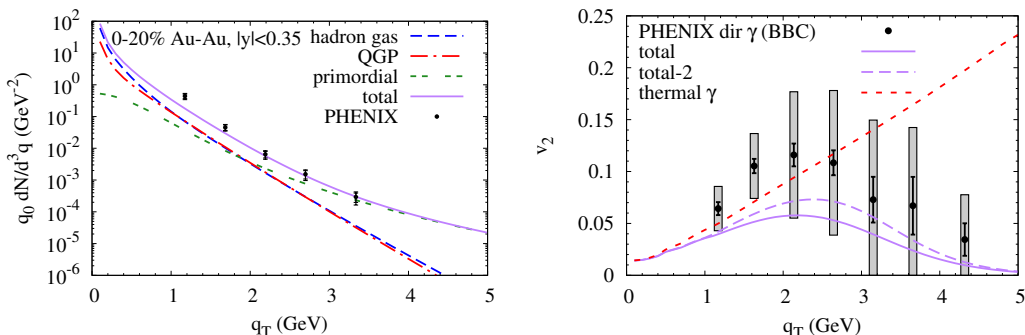 0-20% Au-Au, |y|<0.35
hadron gas
QGP
primordial
total
PHENIX
10^2
10^1
10^0
10^-1
10^-2
10^-3
10^-4
10^-5
10^-6
0 1 2 3 4 5
q_T (GeV)
q_0 dN/d^3q (GeV^-2)
PHENIX dir γ (BBC)
total
total-2
thermal γ
0.25
0.2
0.15
0.1
0.05
0
0 1 2 3 4 5
q_T (GeV)
v_2